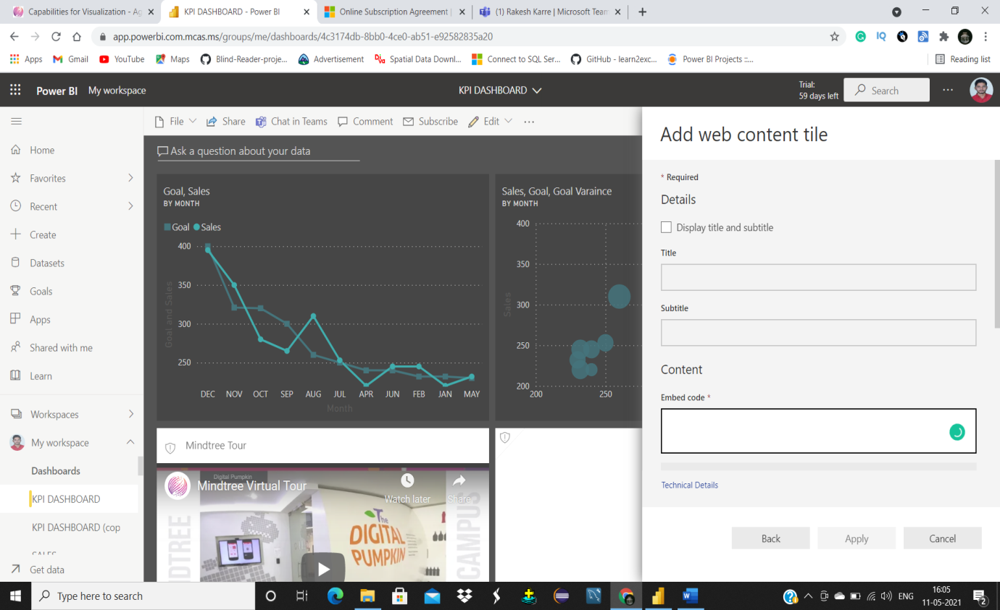 Capabilities for Visualization - Ag
KPI DASHBOARD - Power BI
Online Subscription Agreement |
(1) Rakesh Karre | Microsoft Team
app.powerbi.com.mcas.ms/groups/me/dashboards/4c3174db-8bb0-4ce0-ab51-e92582835a20
Apps
Gmail
YouTube
Maps
Blind-Reader-proje...
Advertisement
Spatial Data Downl...
Connect to SQL Ser...
GitHub - learn2exc...
Power BI Projects ::...
Reading list
Power BI My workspace
KPI DASHBOARD
Trial:
59 days left
Search
File
Share
Chat in Teams
Comment
Subscribe
Edit
Home
Favorites
Recent
Create
Datasets
Goals
Apps
Shared with me
Learn
Workspaces
My workspace
Dashboards
KPI DASHBOARD
KPI DASHBOARD (cop
Get data
Ask a question about your data
Goal, Sales
BY MONTH
Goal Sales
400
350
300
250
Goal and Sales
DEC NOV OCT SEP AUG JUL APR JUN FEB JAN MAY
Month
Sales, Goal, Goal Varaince
BY MONTH
400
350
300
250
200
Sales
200 250
Mindtree Tour
Digital Pumpkin
Mindtree Virtual Tour
Watch later
Share
The
DIGITAL
PUMPKIN
CAMPUS
Add web content tile
* Required
Details
Display title and subtitle
Title
Subtitle
Content
Embed code *
Technical Details
Back
Apply
Cancel
Type here to search
ENG
16:05
11-05-2021
2